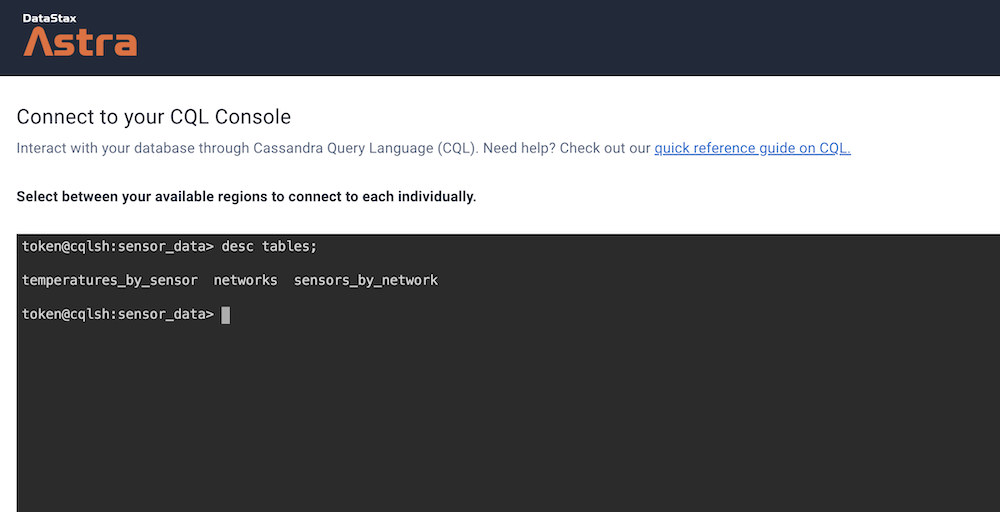 DataStax
Astra
Connect to your CQL Console
Interact with your database through Cassandra Query Language (CQL). Need help? Check out our quick reference guide on CQL.
Select between your available regions to connect to each individually.
token@cqlsh:sensor_data> desc tables;
temperatures_by_sensor  networks  sensors_by_network
token@cqlsh:sensor_data>